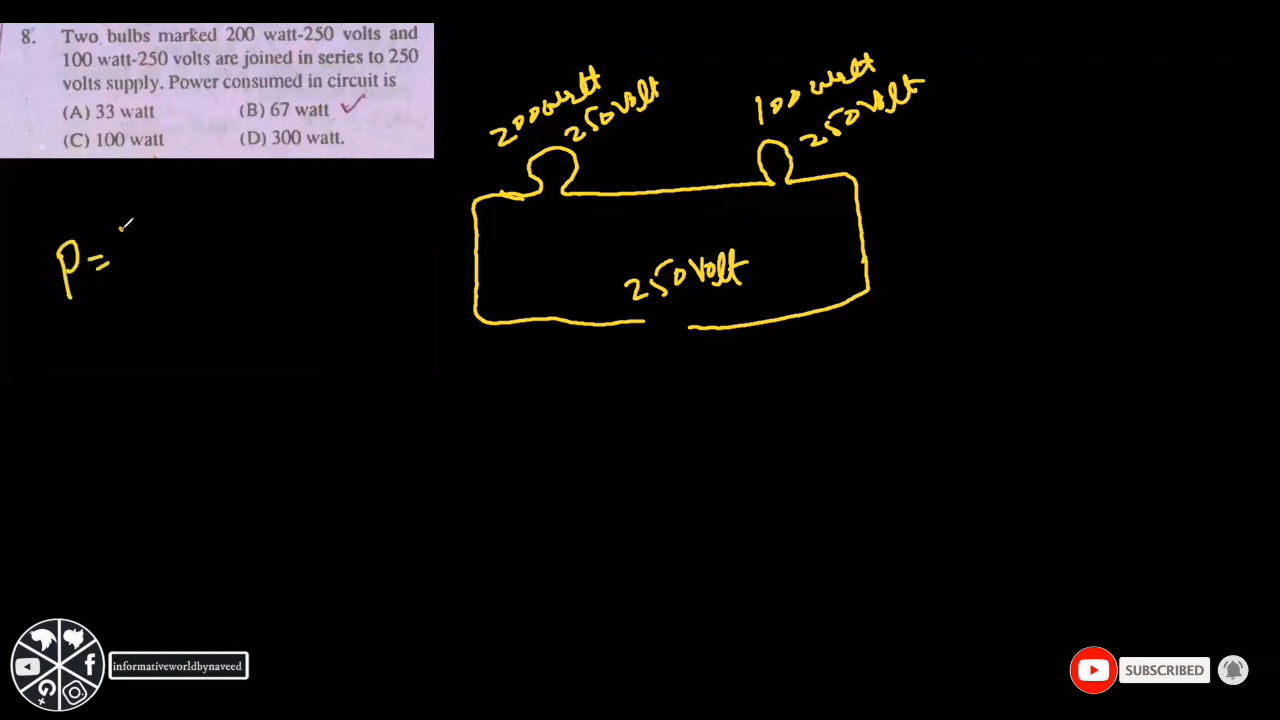 8. Two bulbs marked 200 watt-250 volts and
100 watt-250 volts are joined in series to 250
volts supply. Power consumed in circuit is
(A) 33 watt (B) 67 watt
(C) 100 watt (D) 300 watt.
200 watt
250 volt
100 watt
250 volt
P=
250 Volt
informativeworldbynaveed
SUBSCRIBED